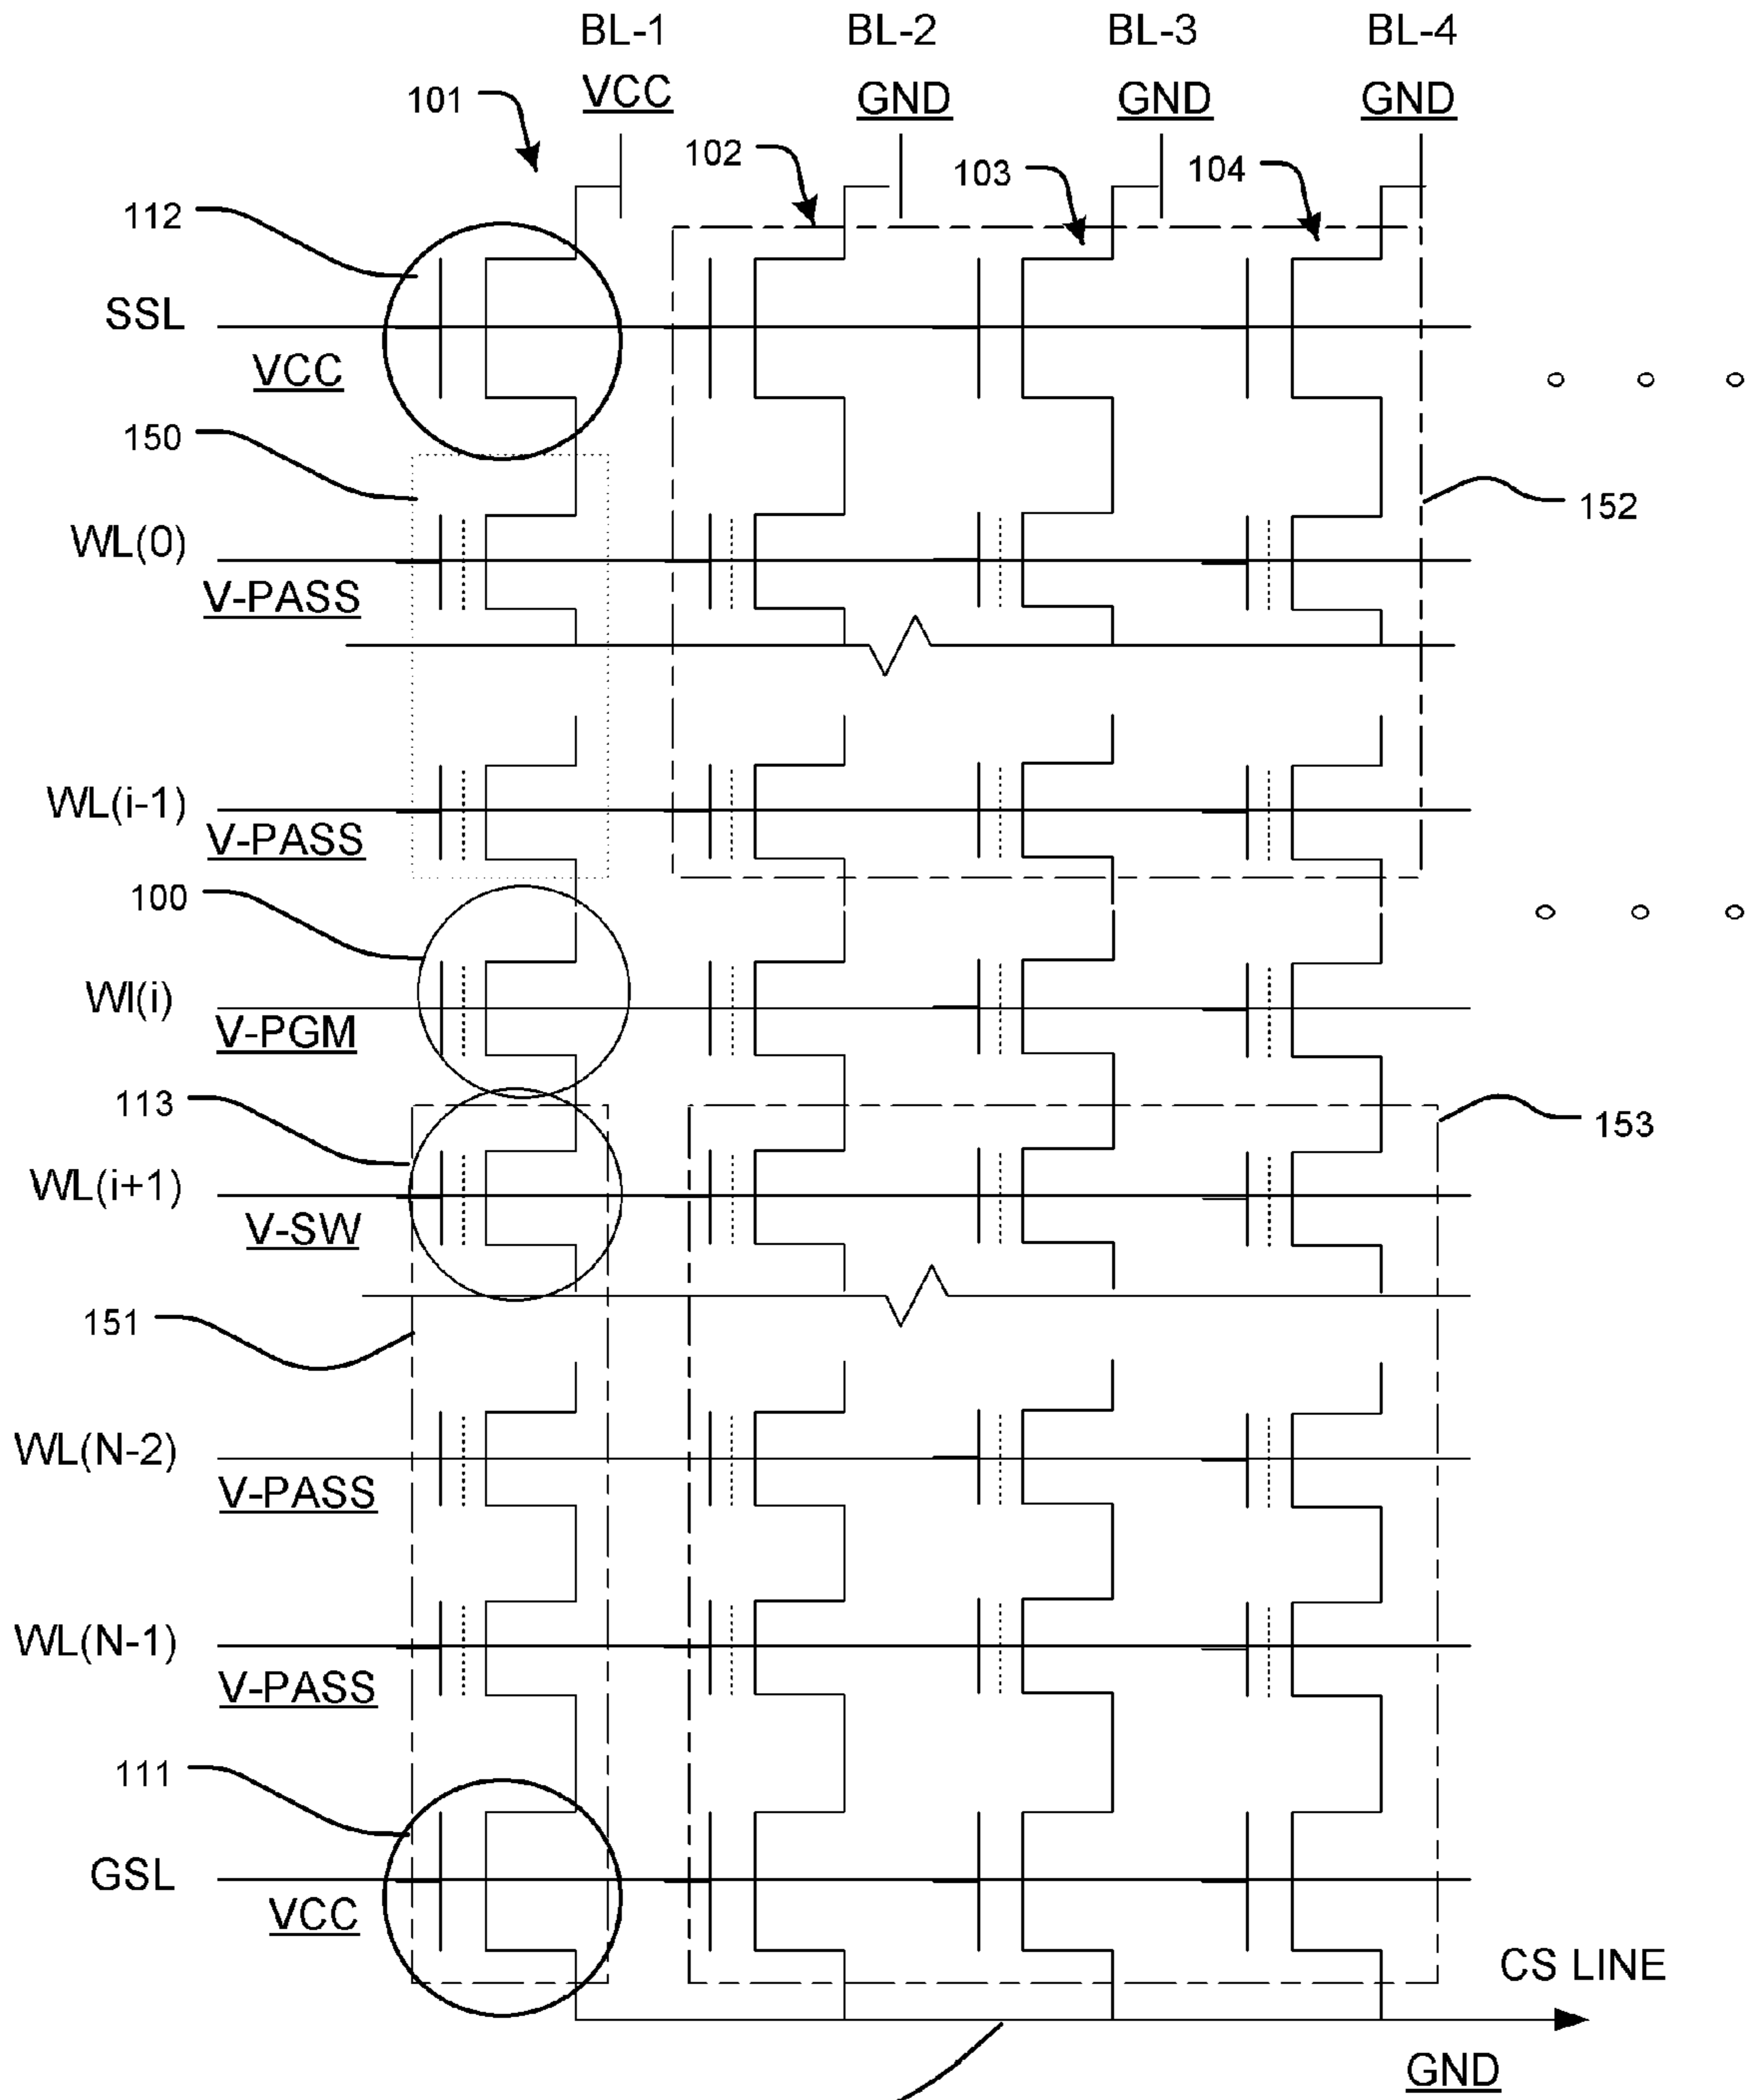 BL-1 BL-2 BL-3 BL-4
VCC GND GND GND
101
102 103 104
112
SSL
VCC
150
152
WL(0)
V-PASS
WL(i-1)
V-PASS
100
Wl(i)
V-PGM
113
153
WL(i+1)
V-SW
151
WL(N-2)
V-PASS
WL(N-1)
V-PASS
111
GSL
VCC
CS LINE
GND